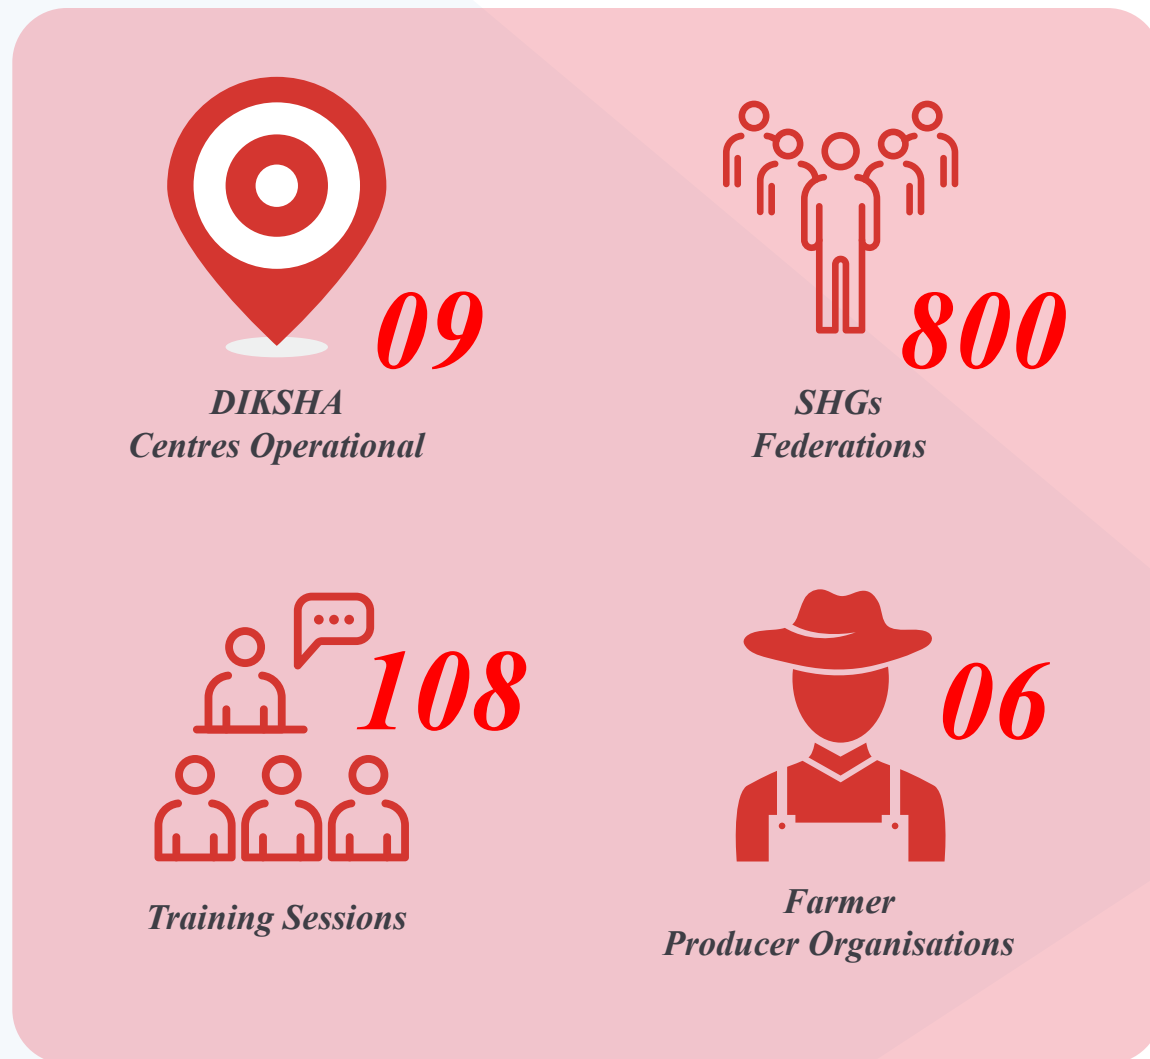 09
DIKSHA
Centres Operational
800
SHGs
Federations
108
Training Sessions
06
Farmer
Producer Organisations